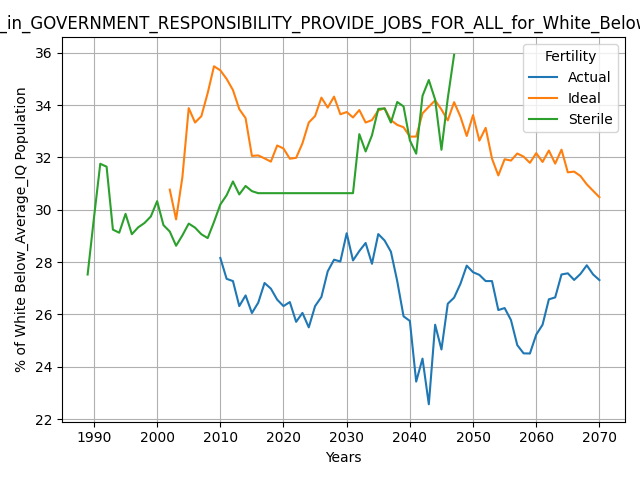 _in_GOVERNMENT_RESPONSIBILITY_PROVIDE_JOBS_FOR_ALL_for_White_Below
Fertility
Actual
Ideal
Sterile
% of White Below_Average_IQ Population
36
34
32
30
28
26
24
22
1990 2000 2010 2020 2030 2040 2050 2060 2070
Years